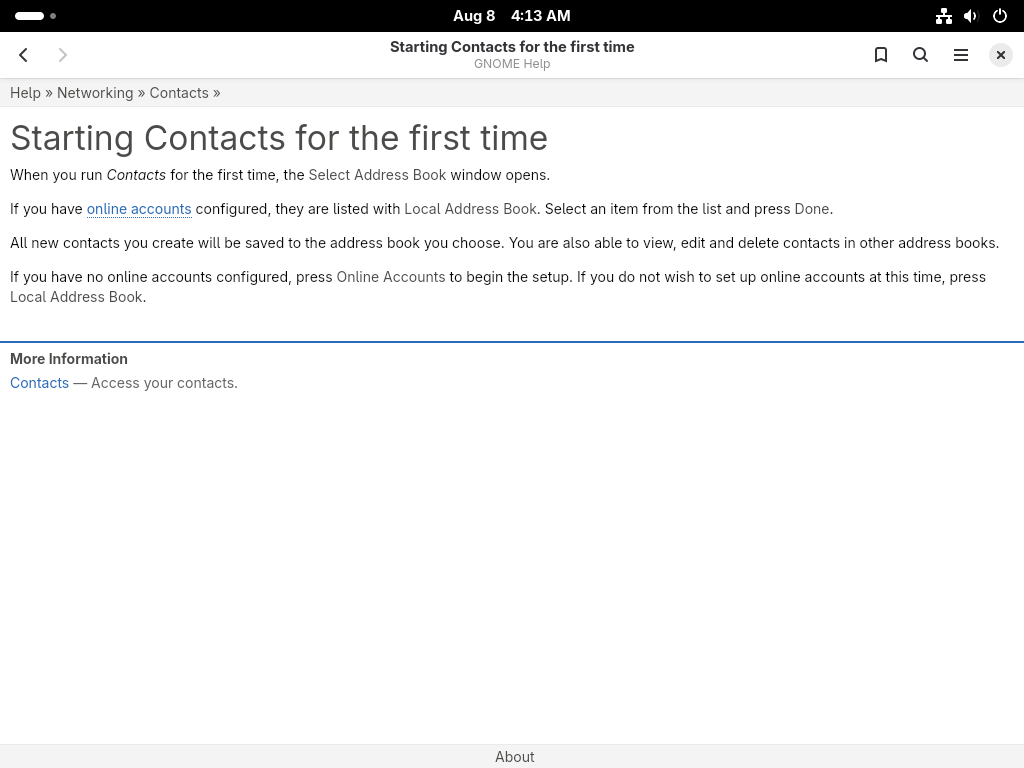 Aug 8 4:13 AM
Starting Contacts for the first time
GNOME Help
Help » Networking » Contacts »
Starting Contacts for the first time
When you run Contacts for the first time, the Select Address Book window opens.
If you have online accounts configured, they are listed with Local Address Book. Select an item from the list and press Done.
All new contacts you create will be saved to the address book you choose. You are also able to view, edit and delete contacts in other address books.
If you have no online accounts configured, press Online Accounts to begin the setup. If you do not wish to set up online accounts at this time, press
Local Address Book.
More Information
Contacts — Access your contacts.
About